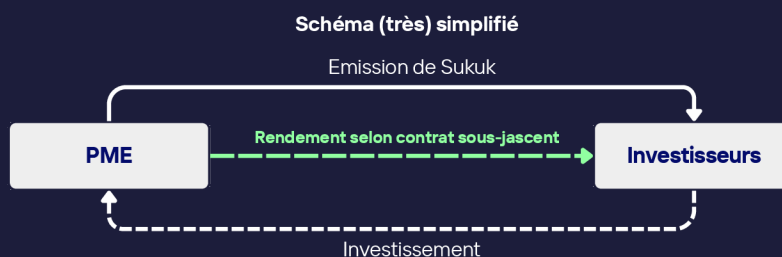 Schéma (très) simplifié
Emission de Sukuk
Rendement selon contrat sous-jascent
PME
Investisseurs
Investissement